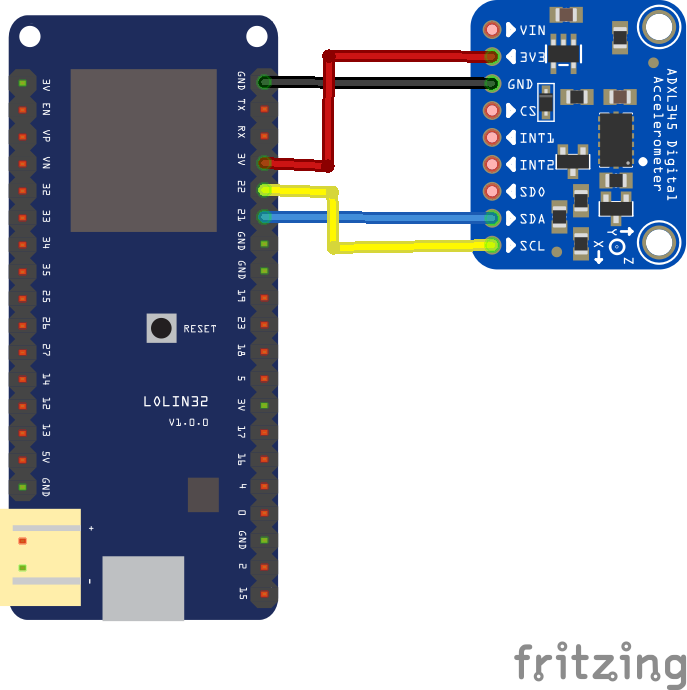 3V
EN
VP
VN
32
33
34
35
25
26
27
14
12
13
5V
GND
+
-
GND
TX
RX
3V
22
21
GND
GND
19
23
18
5
3V
17
16
4
0
GND
2
15
RESET
LOLIN32
V1.0.0
VIN
3V3
GND
CS
INT1
INT2
SDO
SDA
SCL
ADXL345 Digital
Accelerometer
Y
X
Z
fritzing